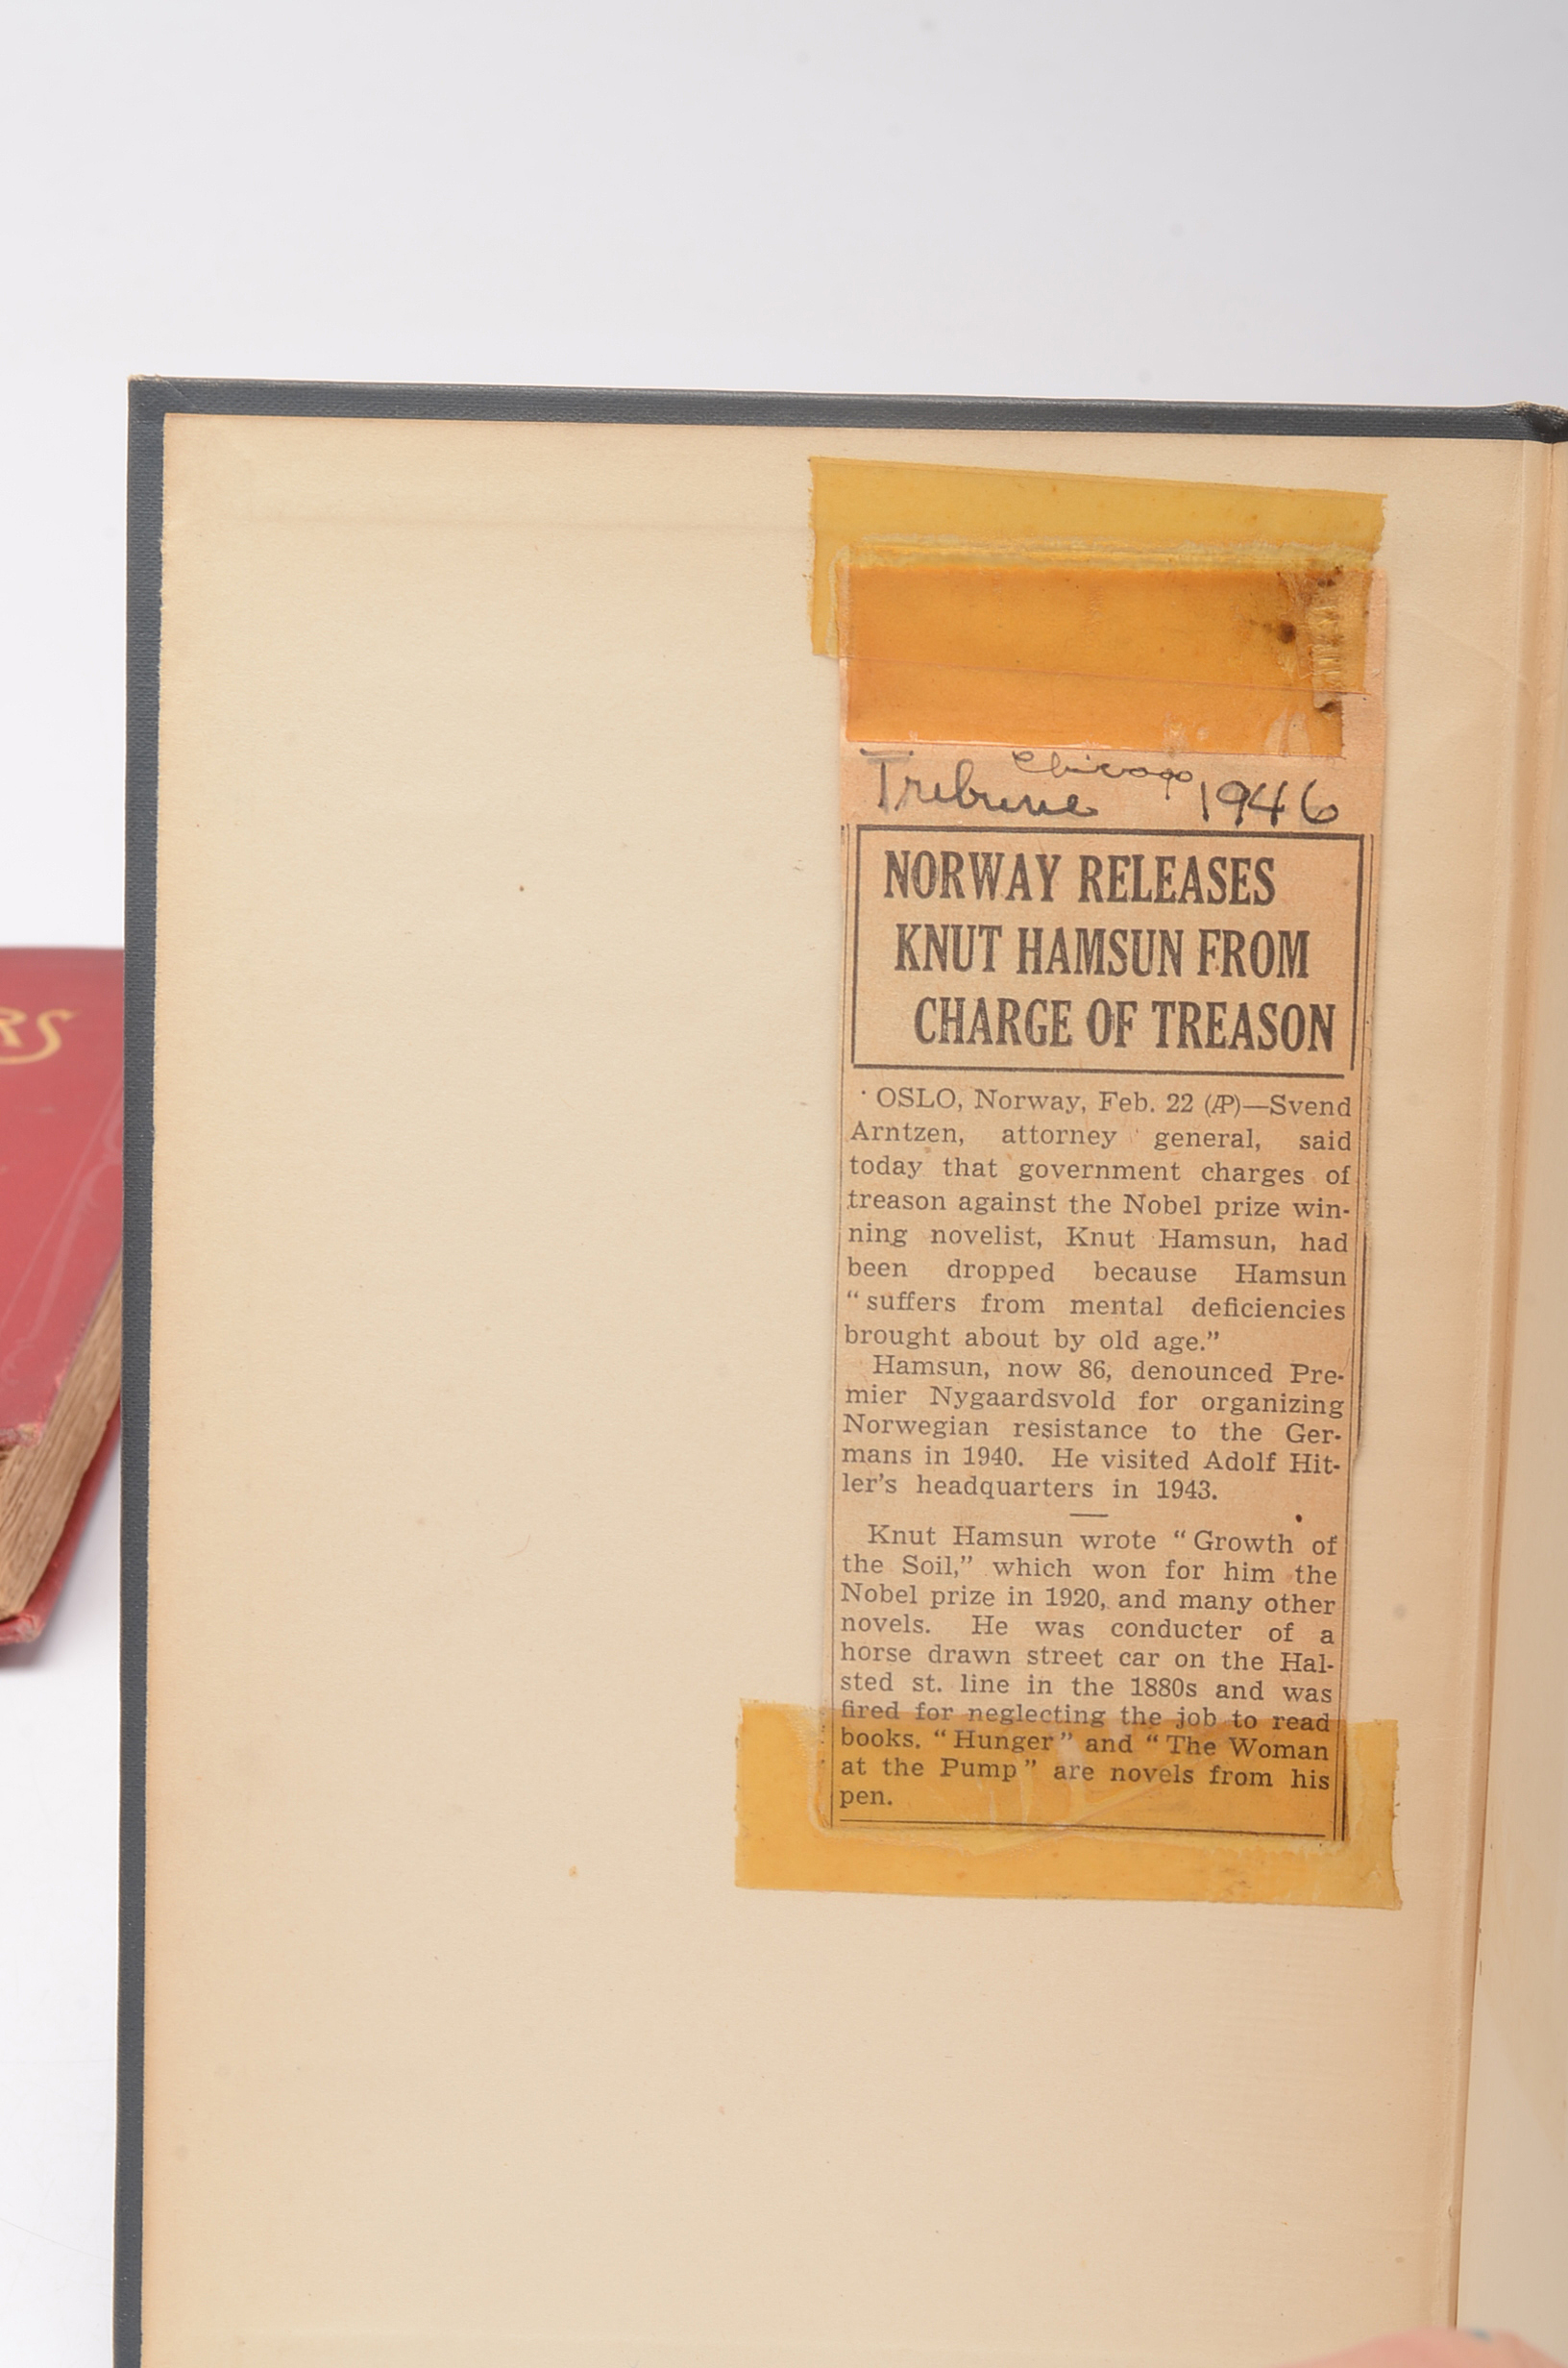 RS
Chicago
Tribune 1946
NORWAY RELEASES
KNUT HAMSUN FROM
CHARGE OF TREASON
OSLO, Norway, Feb. 22 (AP)—Svend
Arntzen, attorney general, said
today that government charges of
treason against the Nobel prize win-
ning novelist, Knut Hamsun, had
been dropped because Hamsun
“suffers from mental deficiencies
brought about by old age.”
Hamsun, now 86, denounced Pre-
mier Nygaardsvold for organizing
Norwegian resistance to the Ger-
mans in 1940. He visited Adolf Hit-
ler’s headquarters in 1943.
Knut Hamsun wrote “Growth of
the Soil,” which won for him the
Nobel prize in 1920, and many other
novels. He was conducter of a
horse drawn street car on the Hal-
sted st. line in the 1880s and was
fired for neglecting the job to read
books. “Hunger” and “The Woman
at the Pump” are novels from his
pen.